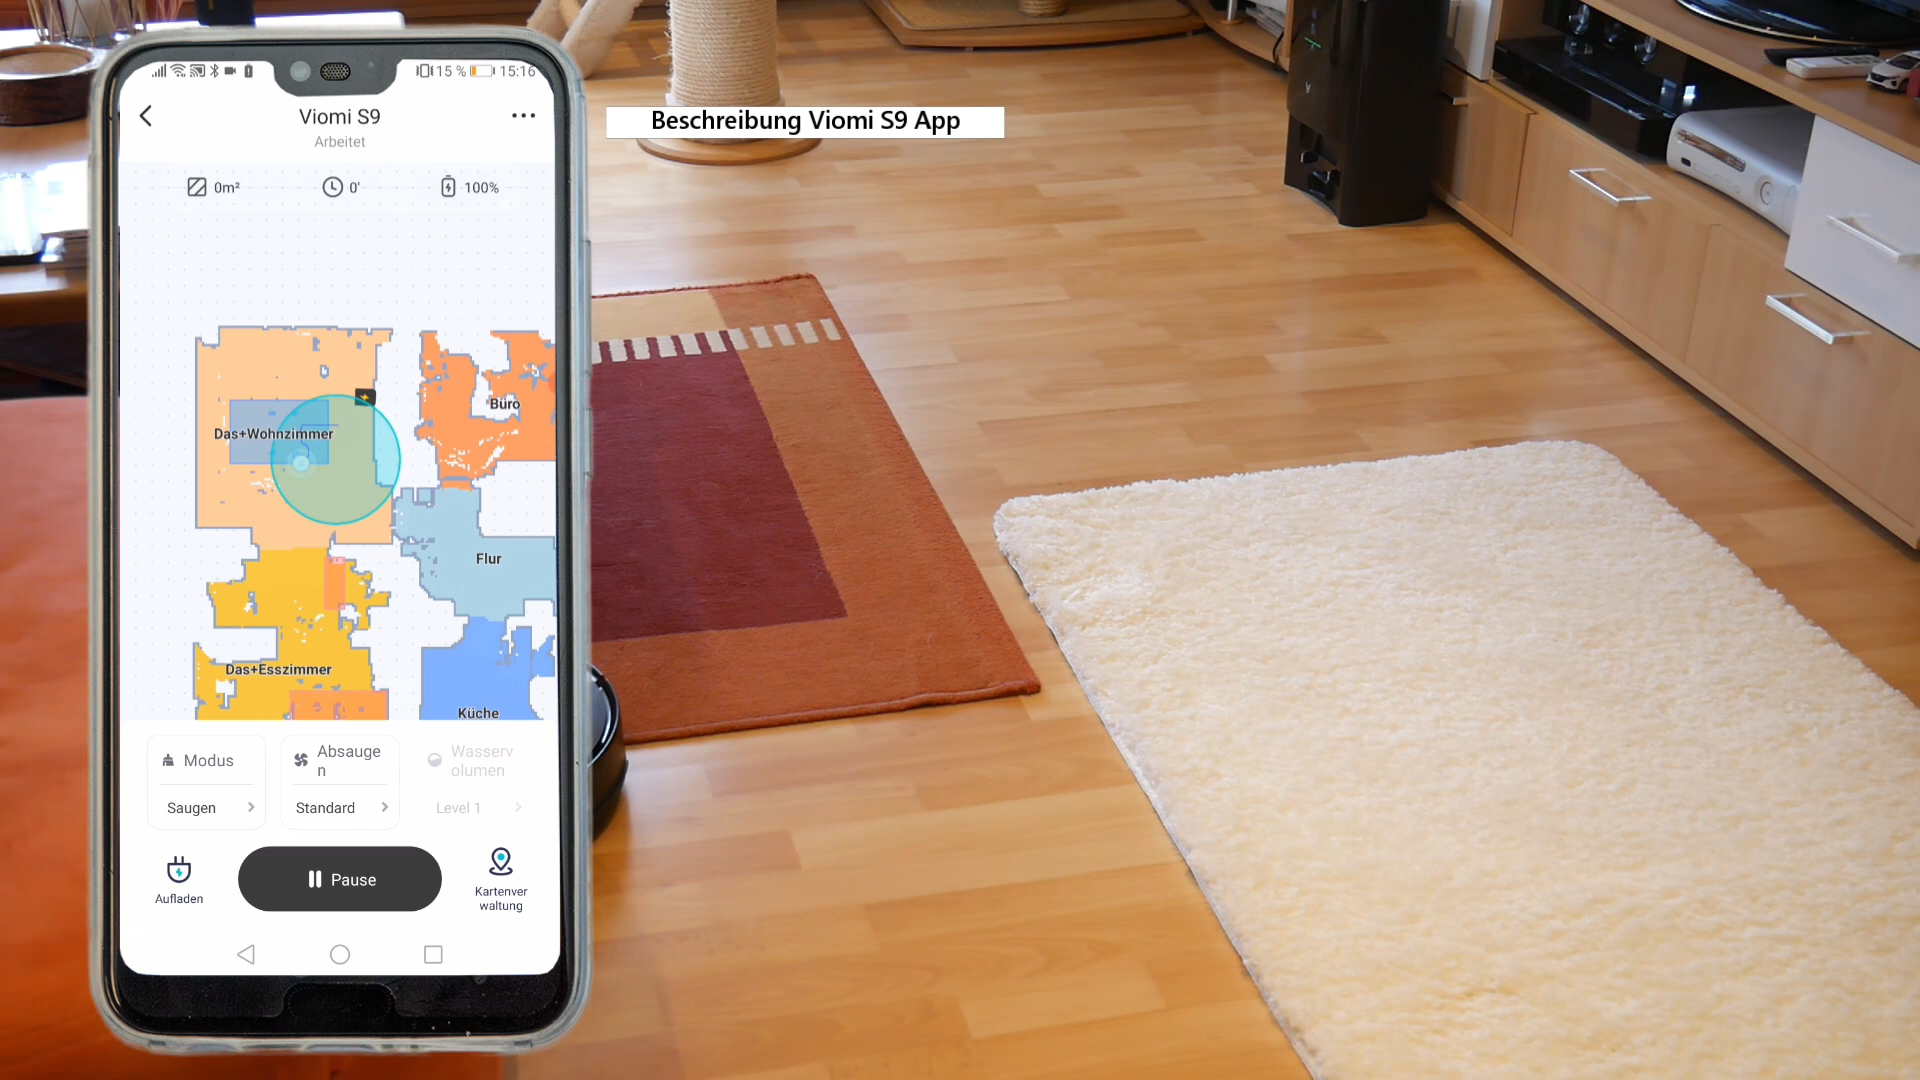 15 % 15:16
Viomi S9
Arbeitet
0m² 0' 100%
Beschreibung Viomi S9 App
Büro
Das+Wohnzimmer
Flur
Das+Esszimmer
Küche
Modus
Absauge
n
Wasserv
olumen
Saugen
Standard
Level 1
Aufladen
Pause
Kartenver
waltung